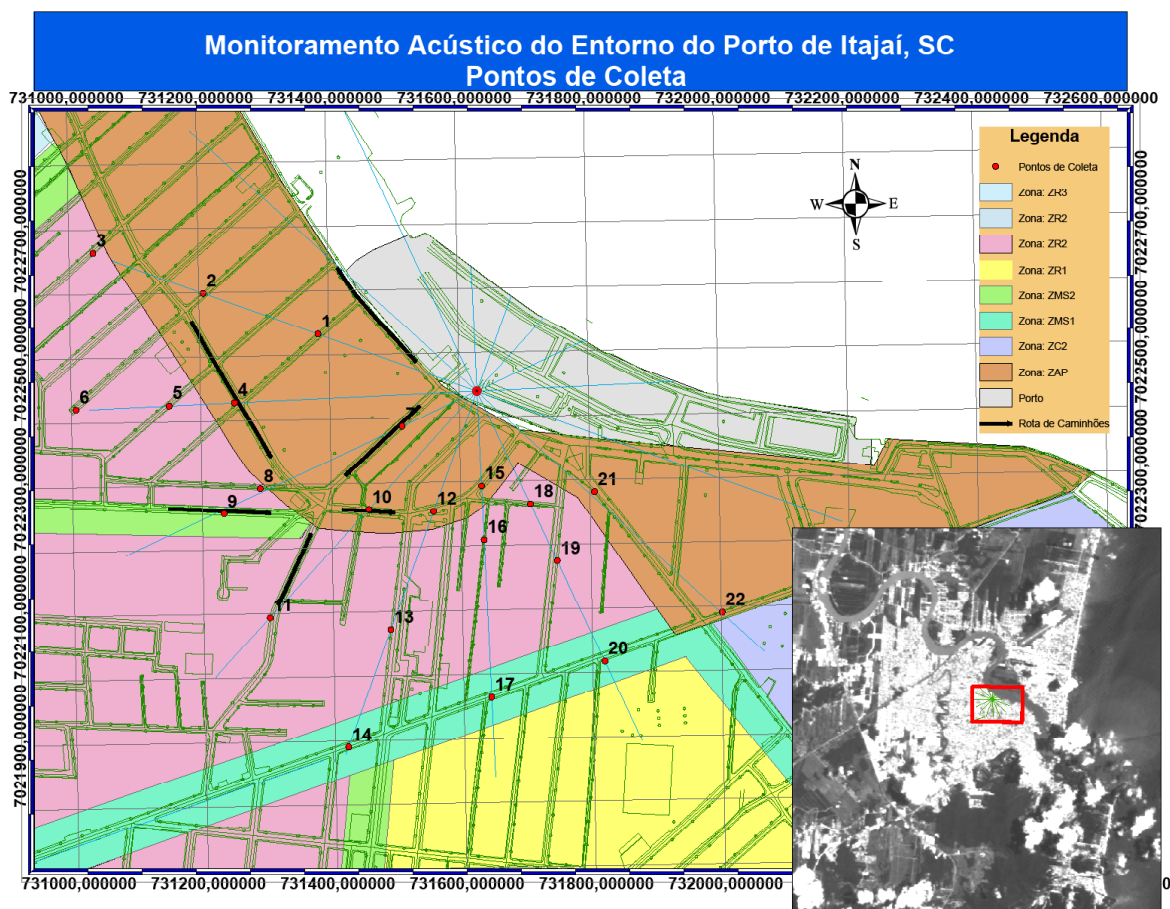 Monitoramento Acústico do Entorno do Porto de Itajaí, SC
Pontos de Coleta
731000,000000 731200,000000 731400,000000 731600,000000 731800,000000 732000,000000 732200,000000 732400,000000 732600,000000
Legenda
Pontos de Coleta
Zona: ZR3
Zona: ZR2
Zona: ZR2
Zona: ZR1
Zona: ZMS2
Zona: ZMS1
Zona: ZC2
Zona: ZAP
Porto
Rota de Caminhões
N
W E
S
7022700,000000
7022500,000000
7022300,000000
7022100,000000
7021900,000000
7022700,000000
7022500,000000
7022300,000000
3
2
1
6
5
4
7
8
9
10
12
15
18
21
16
19
11
13
22
20
17
14
731000,000000 731200,000000 731400,000000 731600,000000 731800,000000 732000,000000
0